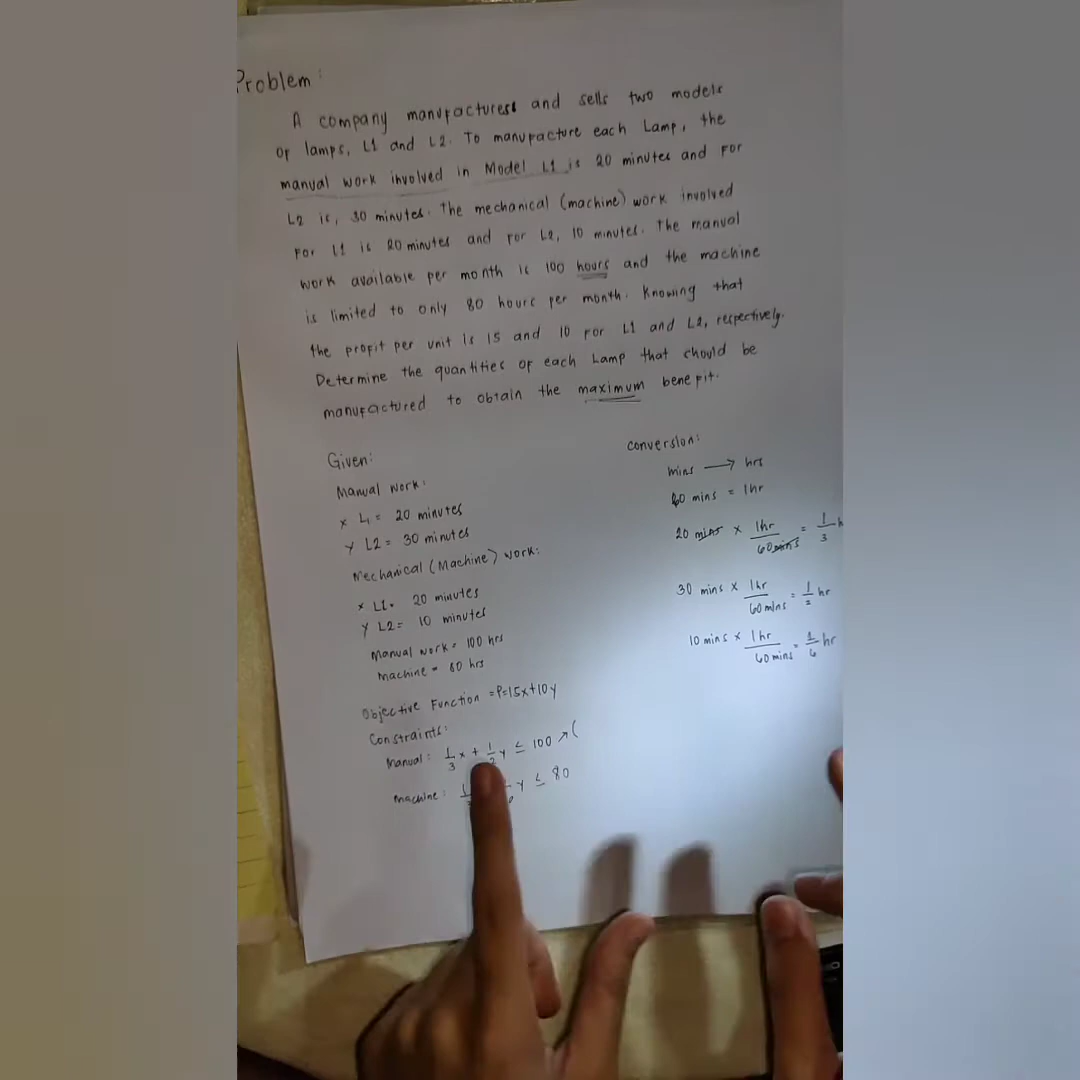 Problem:
A company manufactures and sells two models
of lamps, L1 and L2. To manufacture each Lamp, the
manual work involved in Model L1 is 20 minutes and for
L2 is, 30 minutes. The mechanical (machine) work involved
for L1 is 20 minutes and for L2, 10 minutes. The manual
work available per month is 100 hours and the machine
is limited to only 80 hours per month. Knowing that
the profit per unit is 15 and 10 for L1 and L2, respectively.
Determine the quantities of each Lamp that should be
manufactured to obtain the maximum benefit.
Given:
Manual Work:
x L1 = 20 minutes
y L2 = 30 minutes
Mechanical (Machine) Work:
x L1 = 20 minutes
y L2 = 10 minutes
Manual work = 100 hrs
machine = 80 hrs
Objective Function = P=15x+10y
Constraints:
Manual: 1/3 x + 1/2 y ≤ 100 → (
Machine: y ≤ 80
Conversion:
mins → hrs
60 mins = 1hr
20 mins × 1hr/60mins = 1/3 h
30 mins × 1hr/60mins = 1/2 hr
10 mins × 1hr/60mins = 1/6 hr